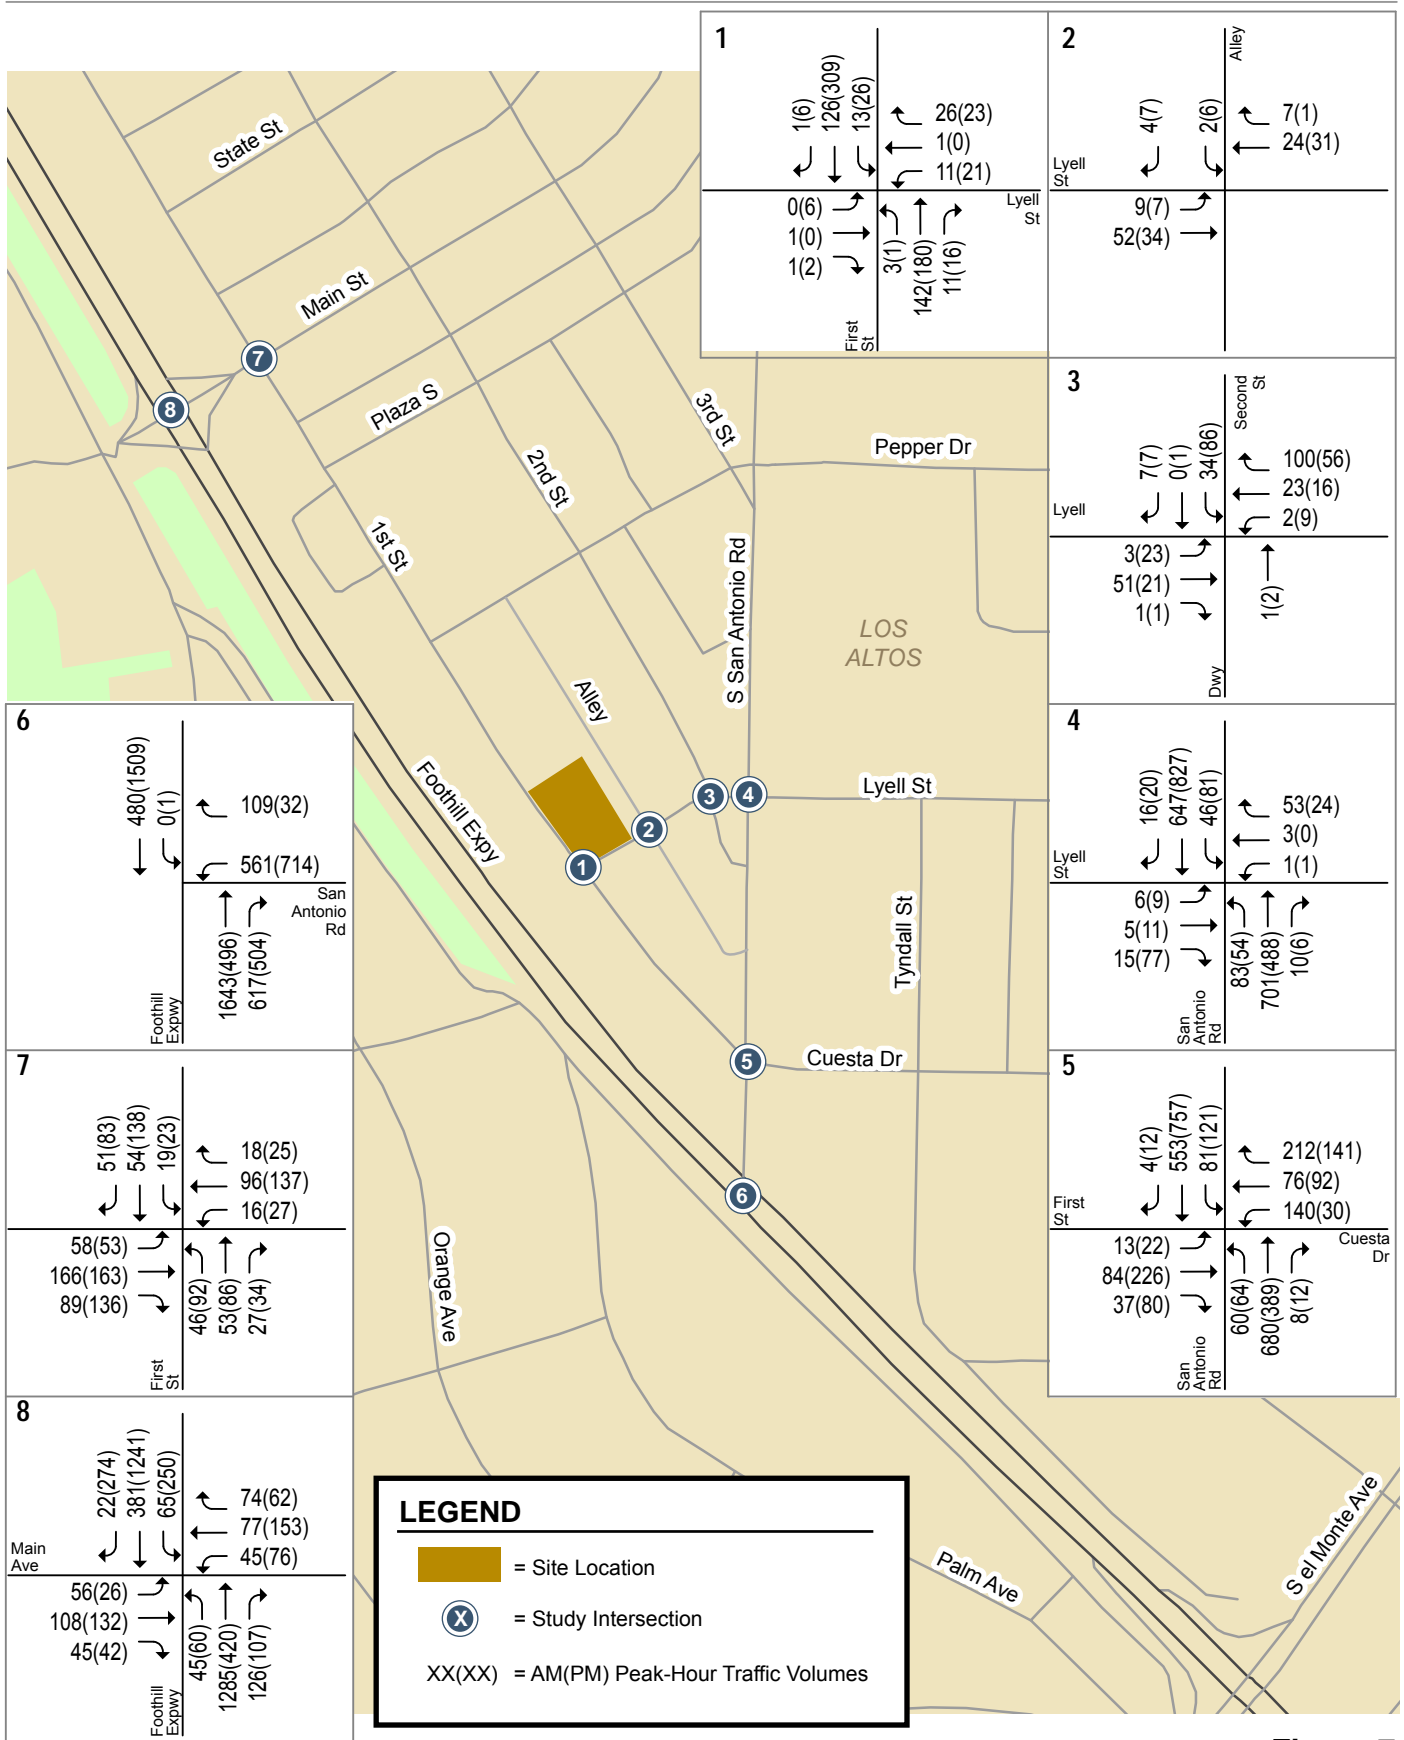 1
1(6)
126(309)
13(26)
26(23)
1(0)
11(21)
0(6)
1(0)
1(2)
3(1)
142(180)
11(16)
Lyell
St
First
St
2
Alley
4(7)
2(6)
7(1)
24(31)
Lyell
St
9(7)
52(34)
3
Second
St
7(7)
0(1)
34(86)
100(56)
23(16)
2(9)
Lyell
3(23)
51(21)
1(1)
1(2)
Dwy
4
16(20)
647(827)
46(81)
53(24)
3(0)
1(1)
Lyell
St
6(9)
5(11)
15(77)
83(54)
701(488)
10(6)
San
Antonio
Rd
5
4(12)
553(757)
81(121)
212(141)
76(92)
140(30)
First
St
Cuesta
Dr
13(22)
84(226)
37(80)
60(64)
680(389)
8(12)
San
Antonio
Rd
6
480(1509)
0(1)
109(32)
561(714)
San
Antonio
Rd
1643(496)
617(504)
Foothill
Expwy
7
51(83)
54(138)
19(23)
18(25)
96(137)
16(27)
58(53)
166(163)
89(136)
46(92)
53(86)
27(34)
First
St
8
22(274)
381(1241)
65(250)
74(62)
77(153)
45(76)
Main
Ave
56(26)
108(132)
45(42)
45(60)
1285(420)
126(107)
Foothill
Expwy
State St
Main St
Plaza S
3rd St
2nd St
1st St
Pepper Dr
S San Antonio Rd
LOS
ALTOS
Alley
Foothill Expy
Lyell St
Tyndall St
Cuesta Dr
Orange Ave
Palm Ave
S el Monte Ave
7
8
3
4
2
1
5
6
LEGEND
= Site Location
X = Study Intersection
XX(XX) = AM(PM) Peak-Hour Traffic Volumes